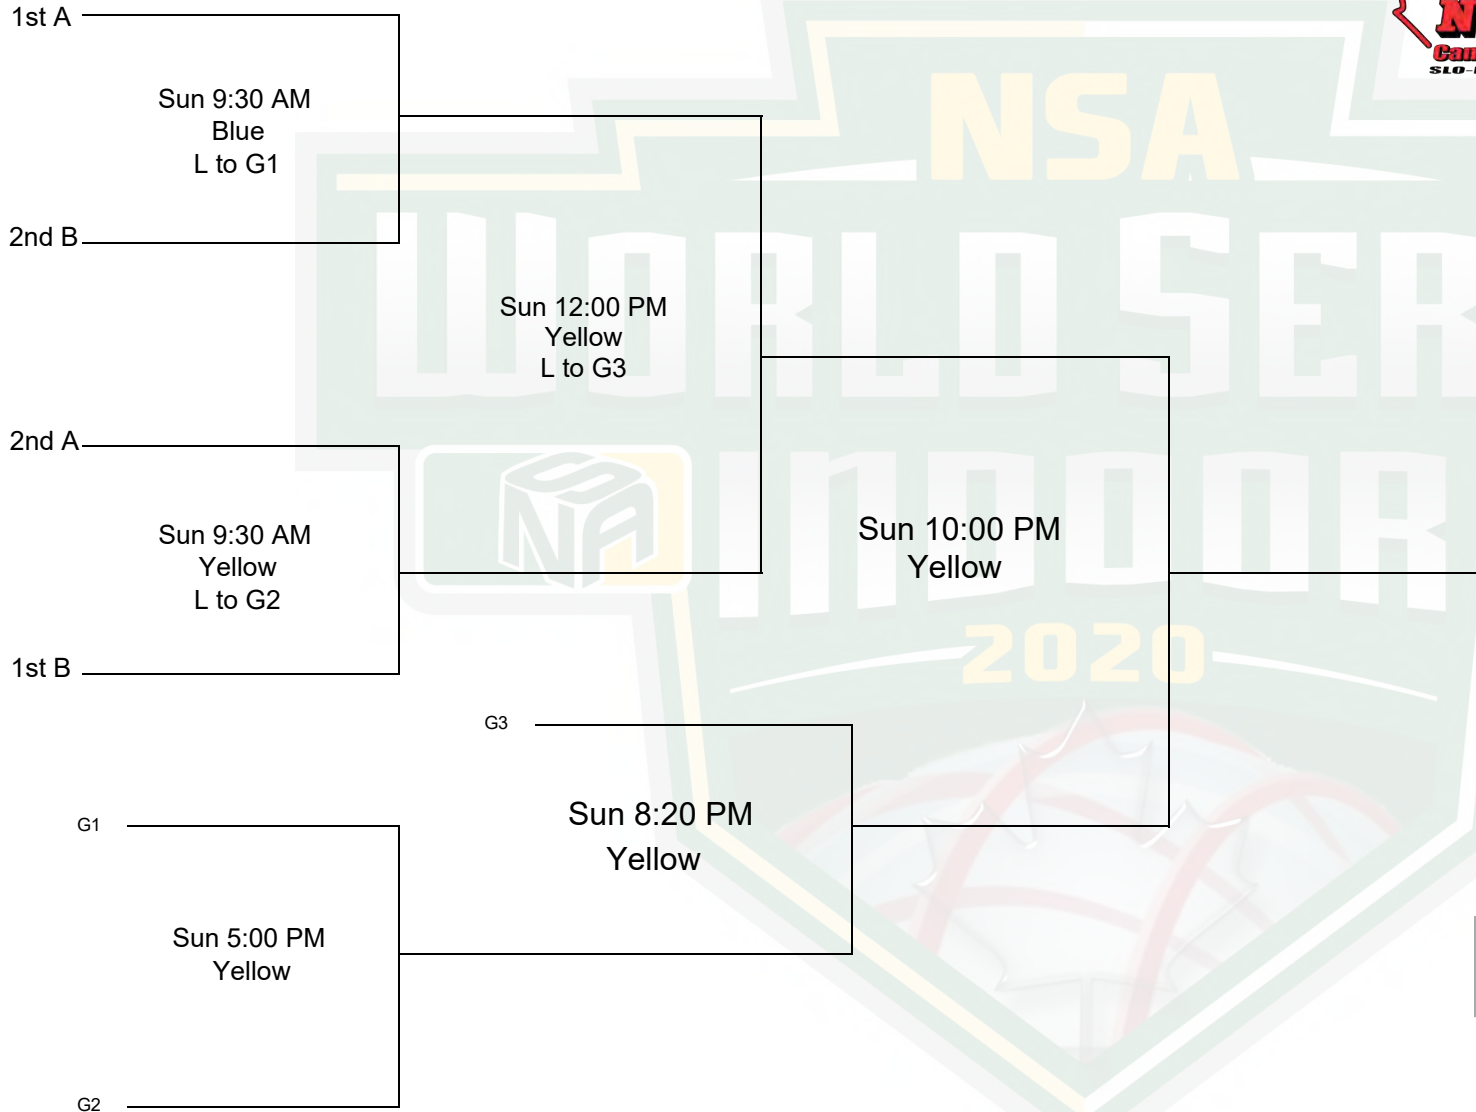 1st A
Sun 9:30 AM
Blue
L to G1
2nd B
Sun 12:00 PM
Yellow
L to G3
2nd A
Sun 9:30 AM
Yellow
L to G2
1st B
Sun 10:00 PM
Yellow
G3
G1
Sun 8:20 PM
Yellow
Sun 5:00 PM
Yellow
G2
NSA
WORLD SER
NSA
INDOOR
2020